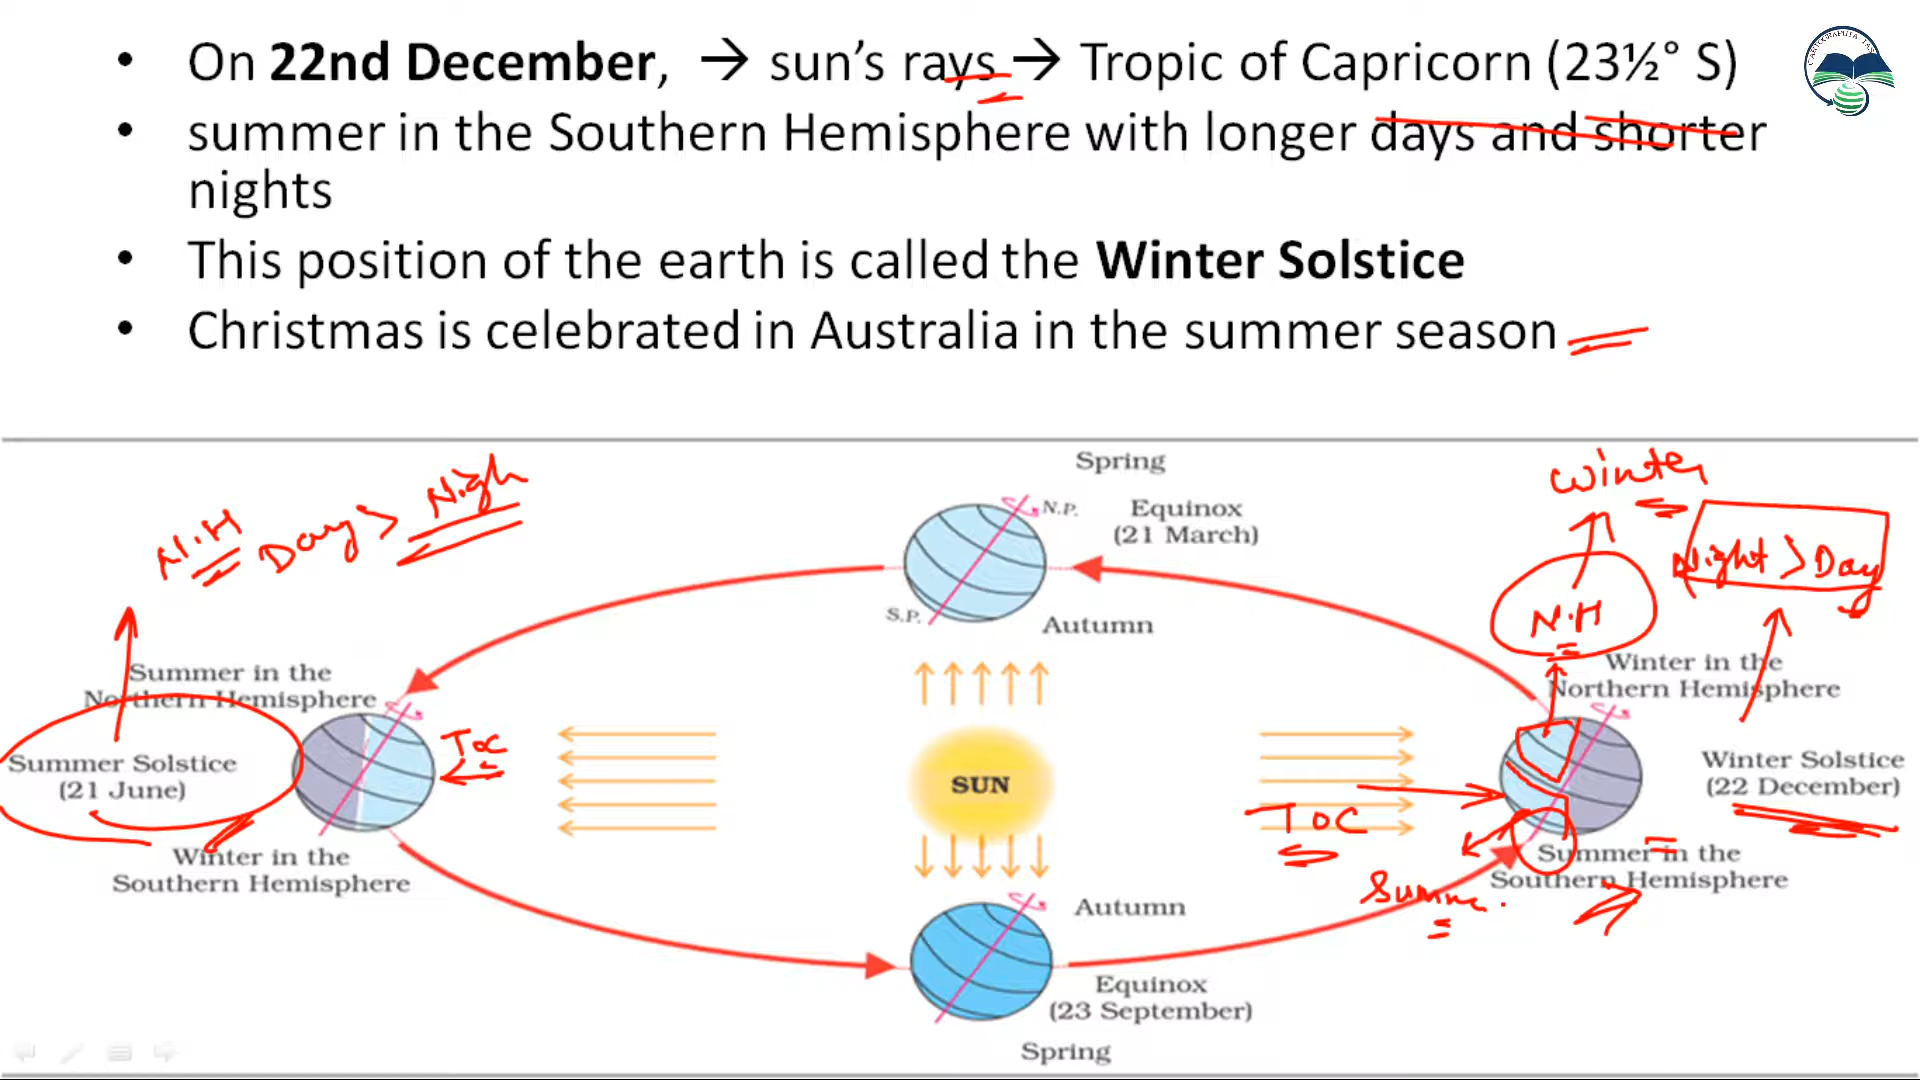 • On 22nd December, → sun's rays → Tropic of Capricorn (23½° S)
• summer in the Southern Hemisphere with longer days and shorter
nights
• This position of the earth is called the Winter Solstice
• Christmas is celebrated in Australia in the summer season
CARTOGRAPHITA IAS
Spring
N.P.
Equinox
(21 March)
S.P.
Autumn
N.H Day > Nigh
Winter
Night > Day
N.H
Summer in the
Northern Hemisphere
Summer Solstice
(21 June)
TOC
Winter in the
Southern Hemisphere
SUN
TOC
Winter in the
Northern Hemisphere
Winter Solstice
(22 December)
Summer in the
Southern Hemisphere
Autumn
Equinox
(23 September)
Spring